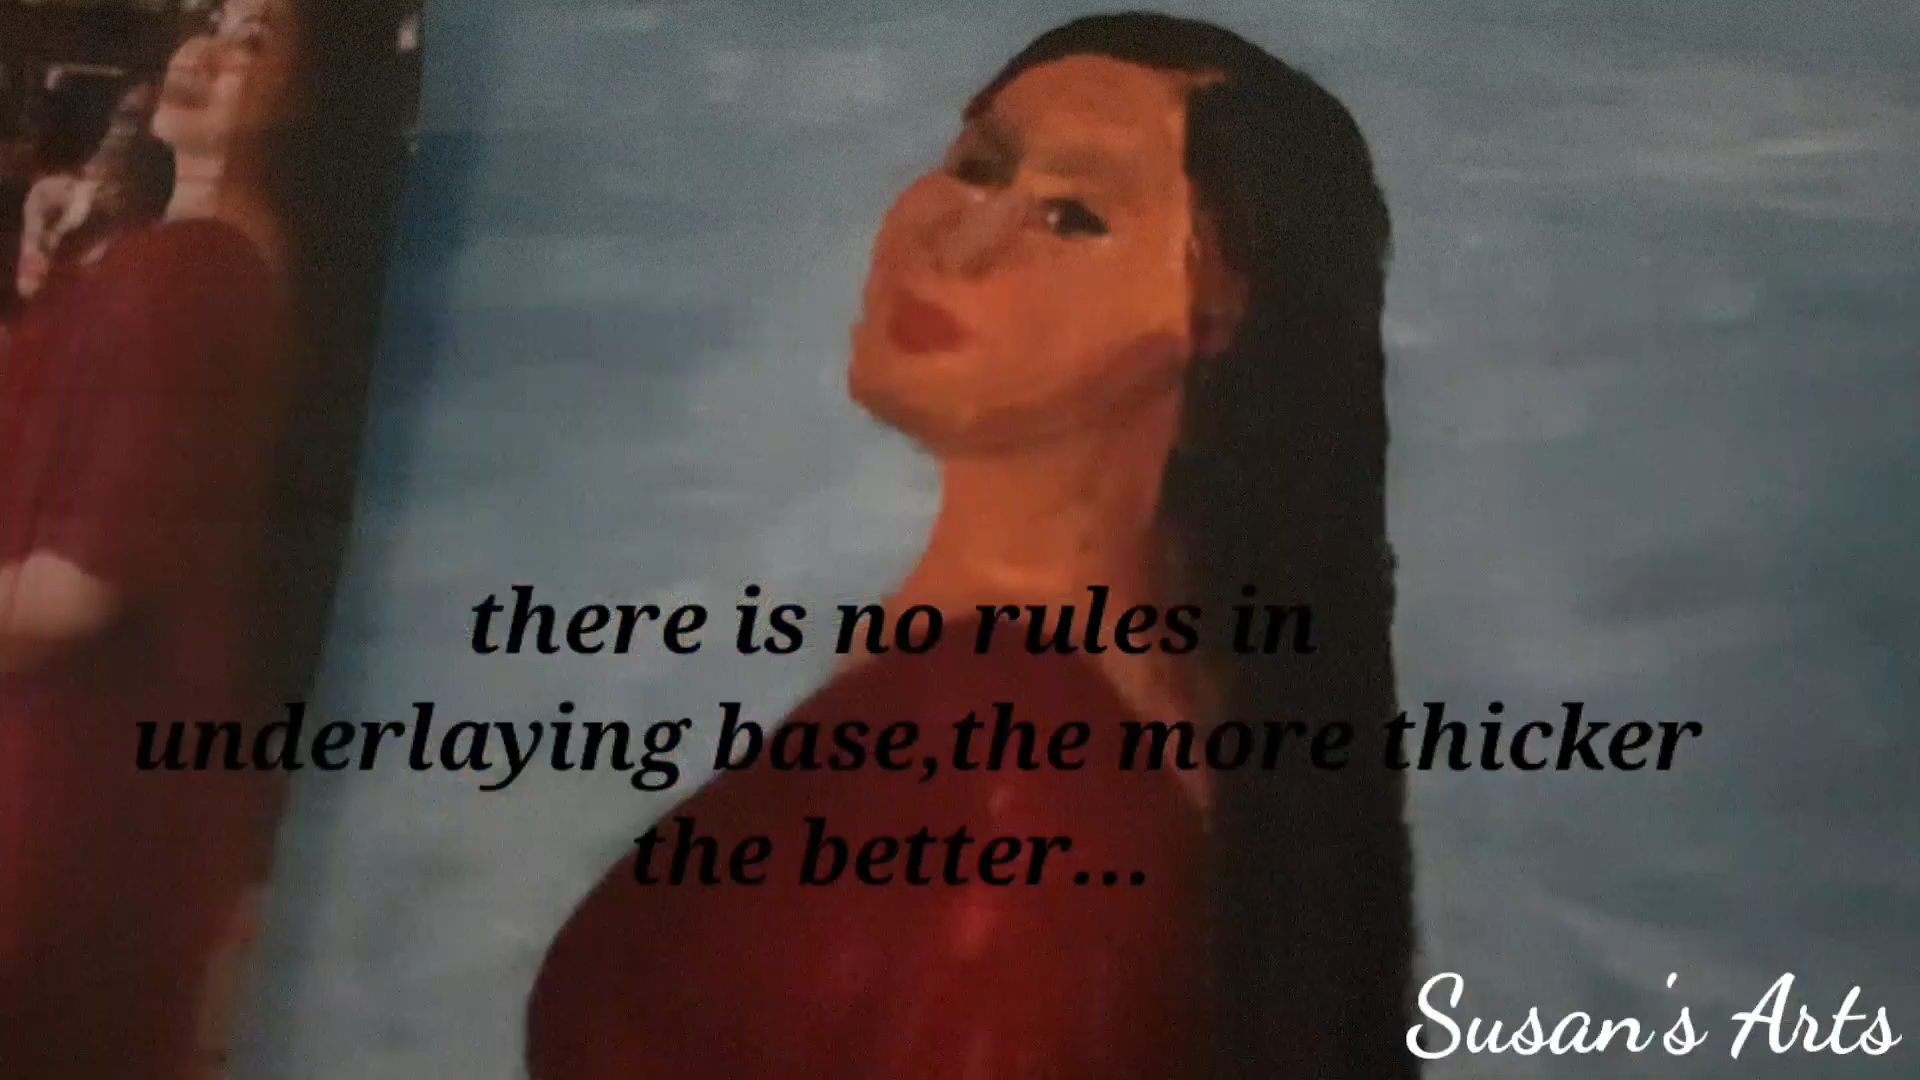 there is no rules in
underlaying base,the more thicker
the better...
Susan's Arts